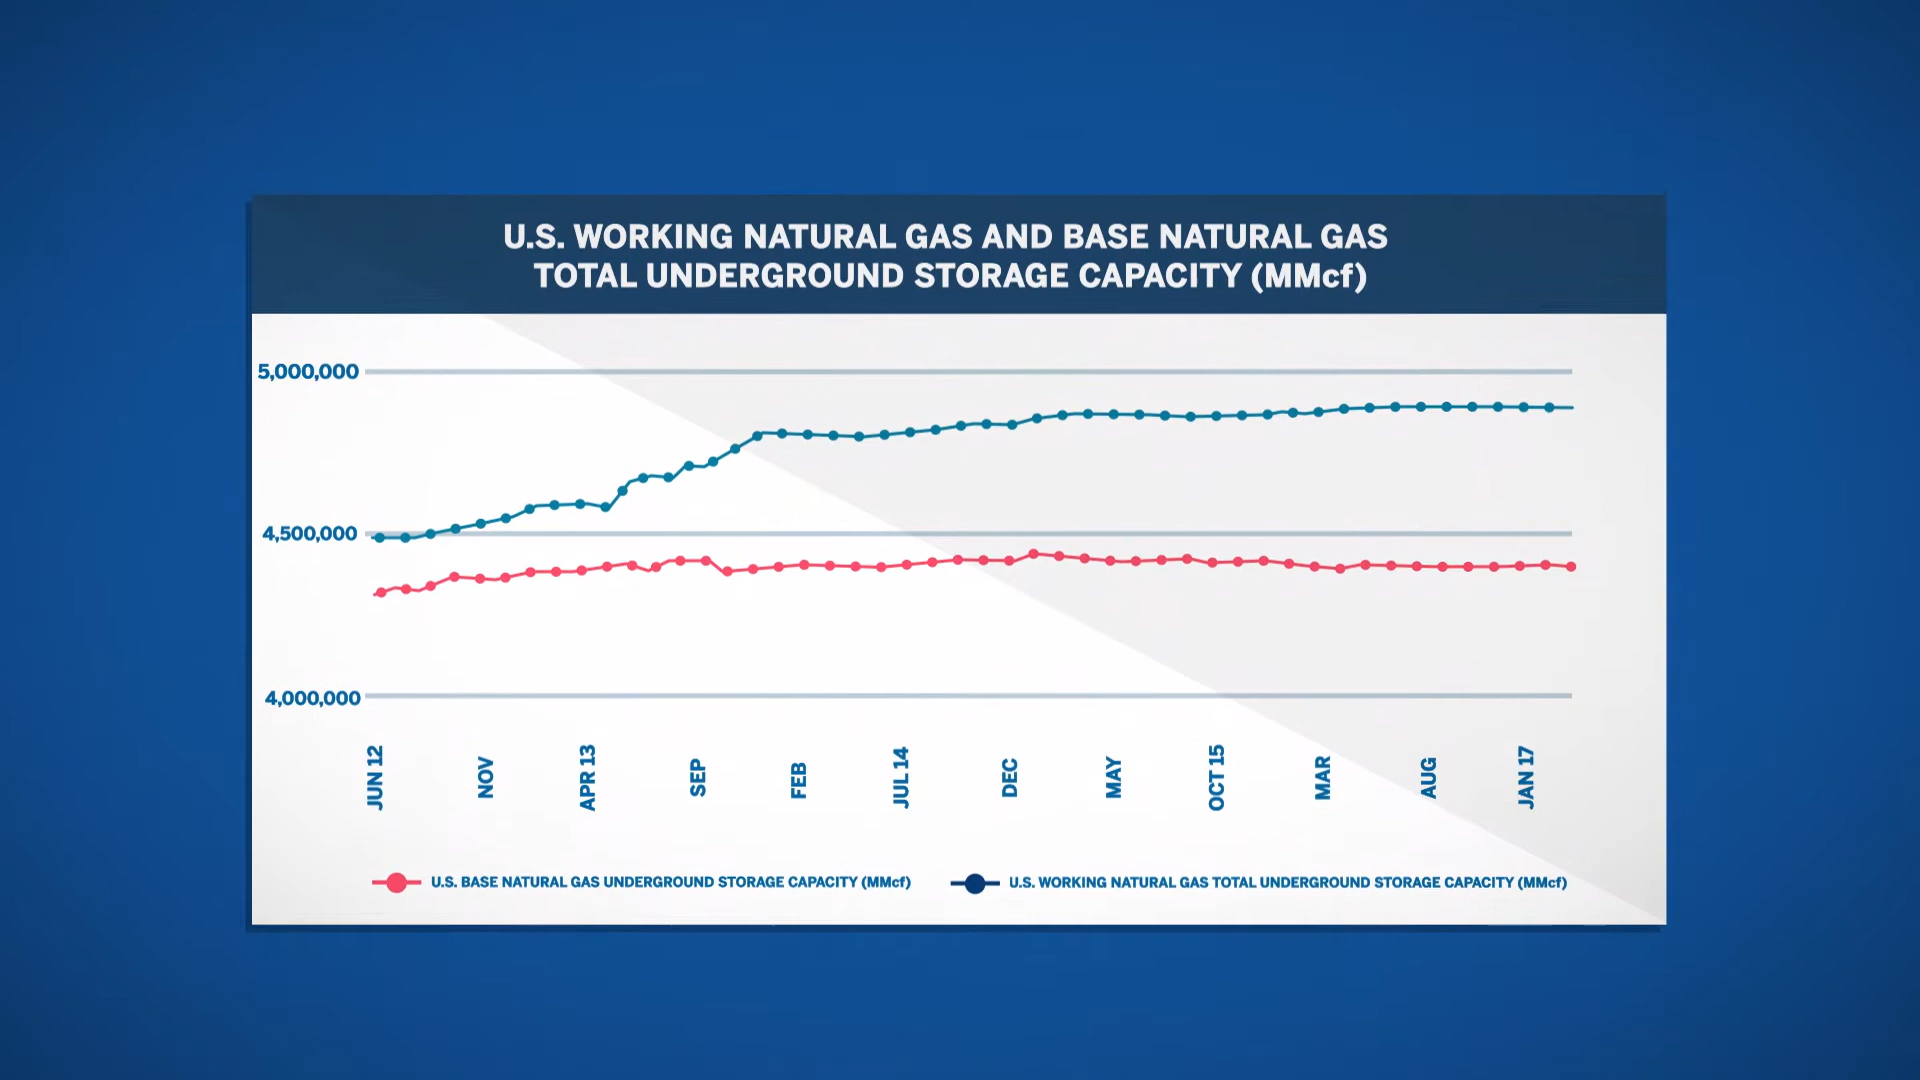 U.S. WORKING NATURAL GAS AND BASE NATURAL GAS
TOTAL UNDERGROUND STORAGE CAPACITY (MMcf)
5,000,000
4,500,000
4,000,000
JUN 12
NOV
APR 13
SEP
FEB
JUL 14
DEC
MAY
OCT 15
MAR
AUG
JAN 17
U.S. BASE NATURAL GAS UNDERGROUND STORAGE CAPACITY (MMcf)
U.S. WORKING NATURAL GAS TOTAL UNDERGROUND STORAGE CAPACITY (MMcf)